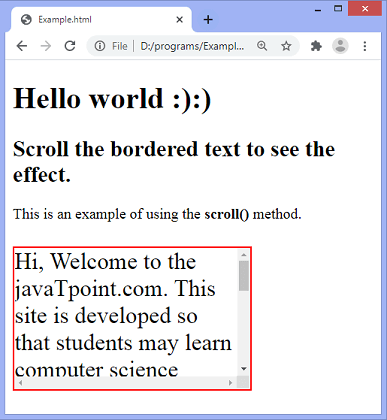 Example.html
File
D:/programs/Exampl...
Hello world :):)
Scroll the bordered text to see the
effect.
This is an example of using the scroll() method.
Hi, Welcome to the
javaTpoint.com. This
site is developed so
that students may learn
computer science